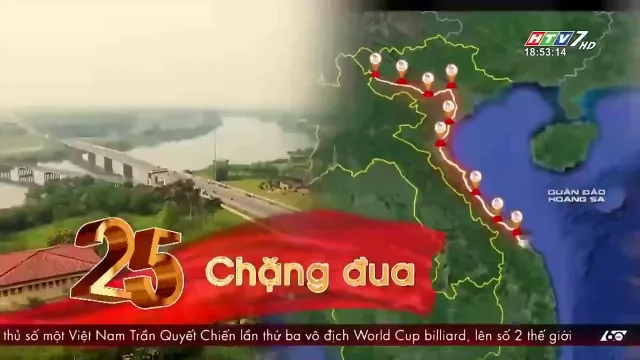 HTV7 HD
18:53:14
QUẦN ĐẢO
HOÀNG SA
25 Chặng đua
thủ số một Việt Nam Trần Quyết Chiến lần thứ ba vô địch World Cup billiard, lên số 2 thế giới